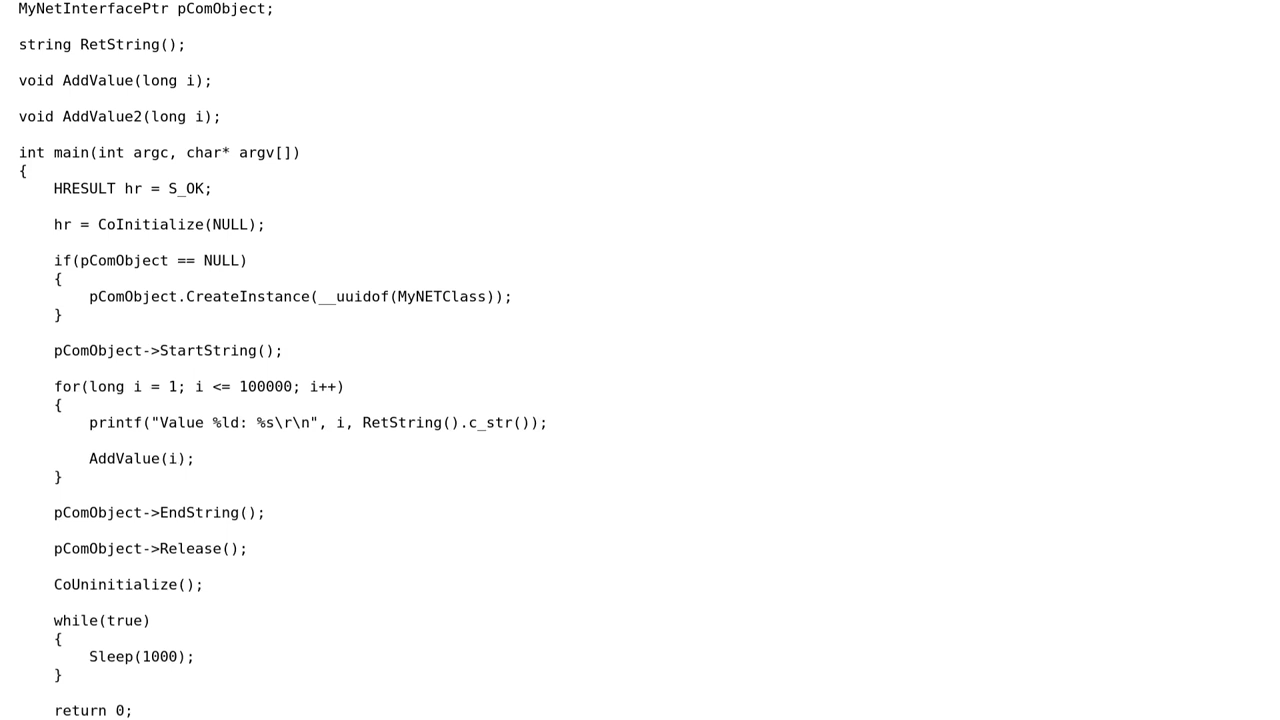 MyNetInterfacePtr pComObject;
string RetString();
void AddValue(long i);
void AddValue2(long i);
int main(int argc, char* argv[])
{
    HRESULT hr = S_OK;
    hr = CoInitialize(NULL);
    if(pComObject == NULL)
    {
        pComObject.CreateInstance(__uuidof(MyNETClass));
    }
    pComObject->StartString();
    for(long i = 1; i <= 100000; i++)
    {
        printf("Value %ld: %s\r\n", i, RetString().c_str());
        AddValue(i);
    }
    pComObject->EndString();
    pComObject->Release();
    CoUninitialize();
    while(true)
    {
        Sleep(1000);
    }
    return 0;